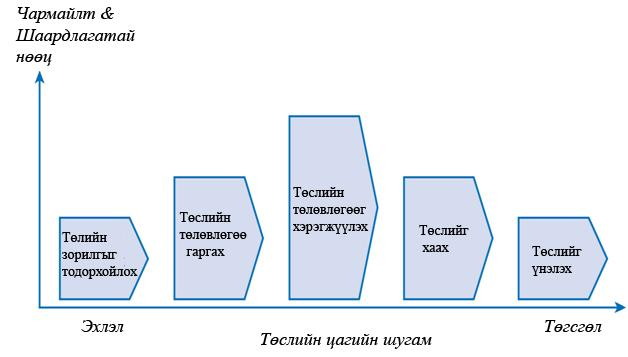 Чармайлт &
Шаардлагатай
нөөц
Төлийн
зорилгыг
тодорхойлох
Төслийн
төлөвлөгөө
гаргах
Төслийн
төлөвлөгөөг
хэрэгжүүлэх
Төслийг
хаах
Төслийг
үнэлэх
Эхлэл
Төслийн цагийн шугам
Төгсгөл